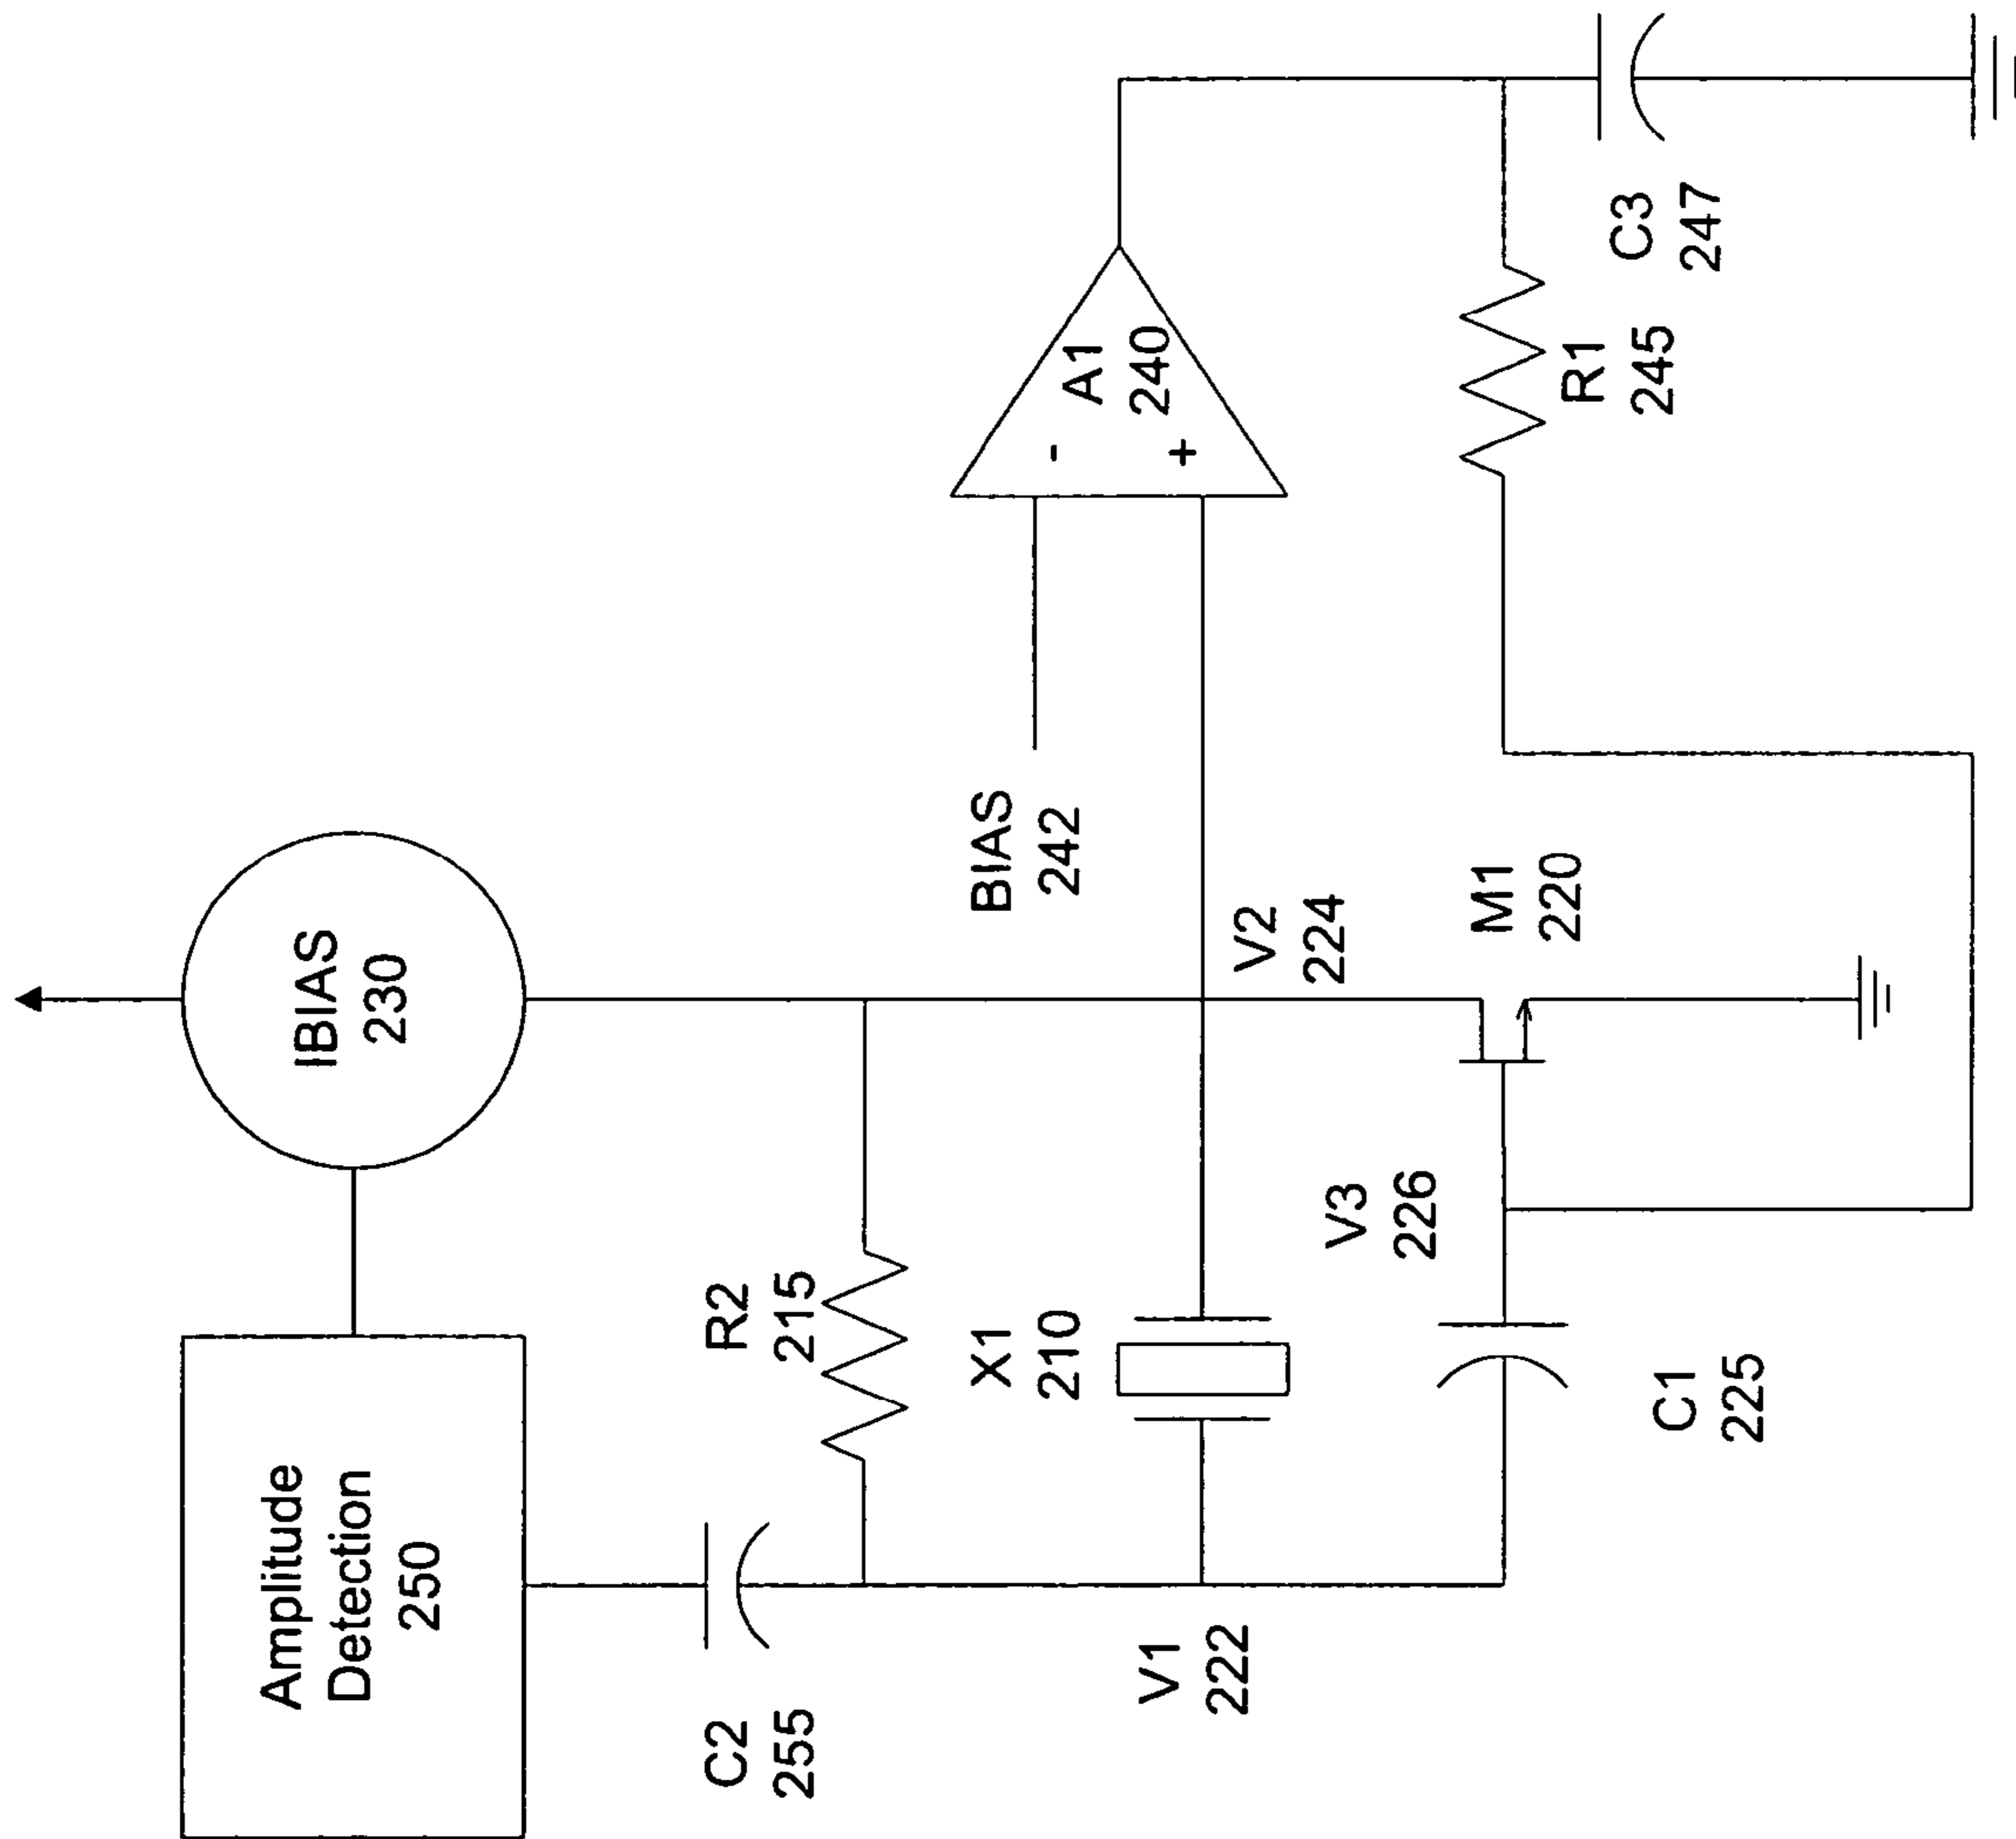 Amplitude
Detection
250
IBIAS
230
C2
255
R2
215
X1
210
V1
222
C1
225
V3
226
V2
224
M1
220
BIAS
242
A1
240
-
+
R1
245
C3
247